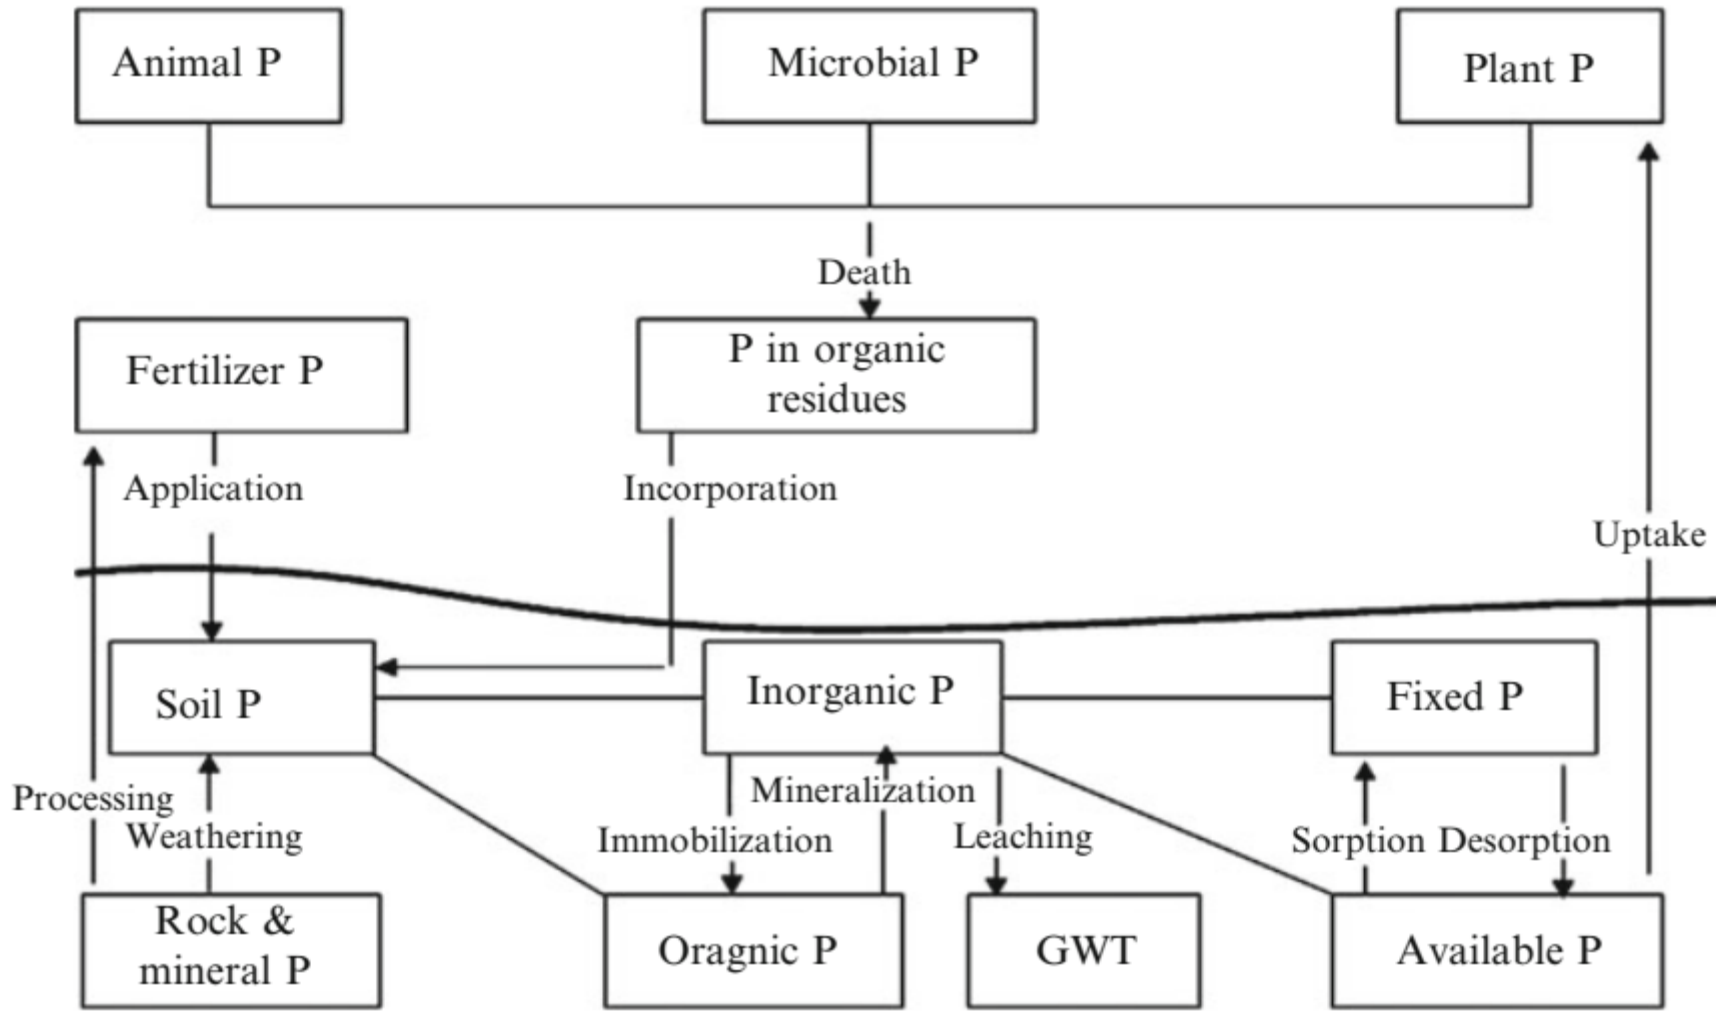 Animal P
Microbial P
Plant P
Death
Fertilizer P
P in organic
residues
Application
Incorporation
Uptake
Soil P
Inorganic P
Fixed P
Processing
Weathering
Mineralization
Immobilization
Leaching
Sorption
Desorption
Rock &
mineral P
Oragnic P
GWT
Available P